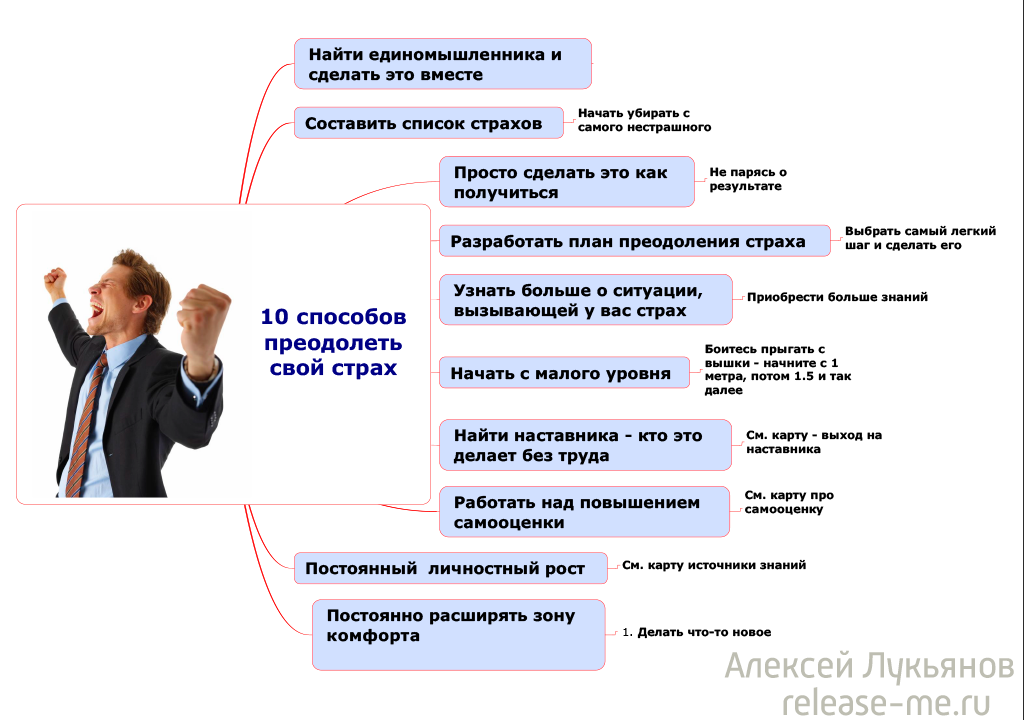 Найти единомышленника и
сделать это вместе
Составить список страхов
Начать убирать с
самого нестрашного
Просто сделать это как
получиться
Не парясь о
результате
Разработать план преодоления страха
Выбрать самый легкий
шаг и сделать его
10 способов
преодолеть
свой страх
Узнать больше о ситуации,
вызывающей у вас страх
Приобрести больше знаний
Начать с малого уровня
Боитесь прыгать с
вышки - начните с 1
метра, потом 1.5 и так
далее
Найти наставника - кто это
делает без труда
См. карту - выход на
наставника
Работать над повышением
самооценки
См. карту про
самооценку
Постоянный  личностный рост
См. карту источники знаний
Постоянно расширять зону
комфорта
1. Делать что-то новое
Алексей Лукьянов
release-me.ru